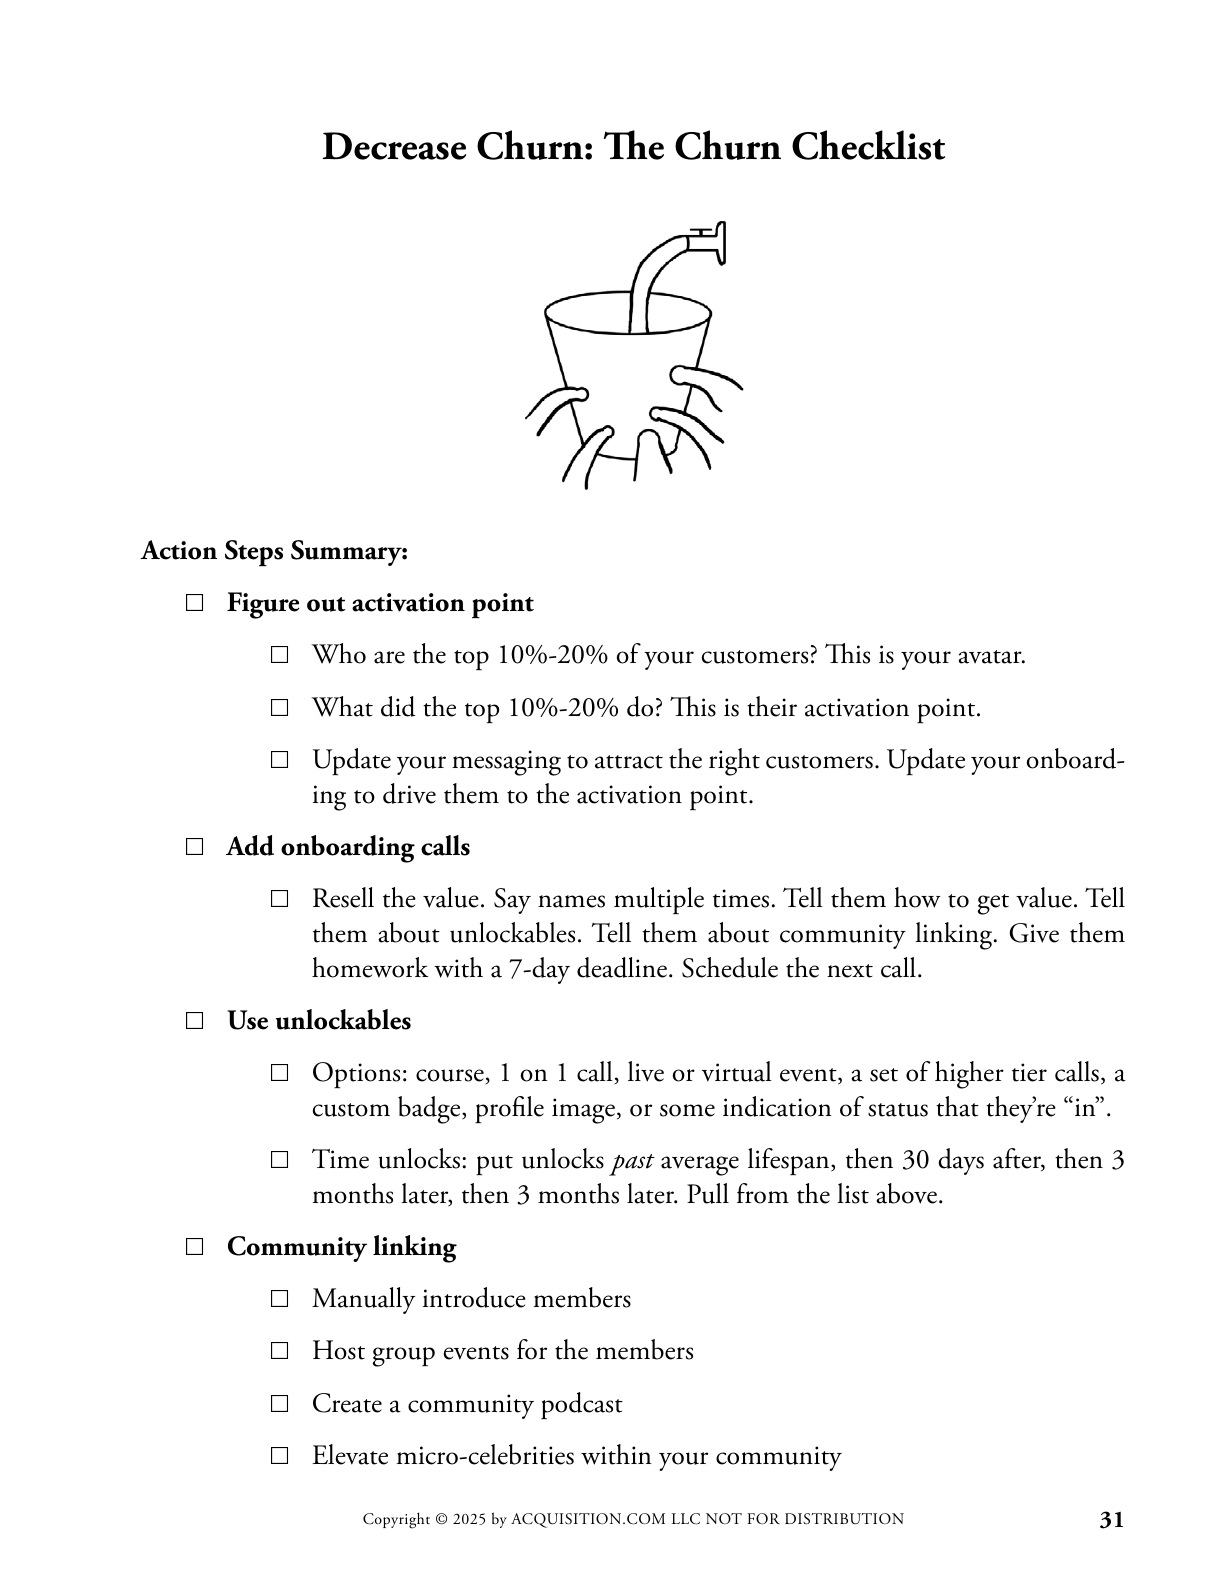 Decrease Churn: The Churn Checklist
Action Steps Summary:
☐ Figure out activation point
☐ Who are the top 10%-20% of your customers? This is your avatar.
☐ What did the top 10%-20% do? This is their activation point.
☐ Update your messaging to attract the right customers. Update your onboard-
ing to drive them to the activation point.
☐ Add onboarding calls
☐ Resell the value. Say names multiple times. Tell them how to get value. Tell
them about unlockables. Tell them about community linking. Give them
homework with a 7-day deadline. Schedule the next call.
☐ Use unlockables
☐ Options: course, 1 on 1 call, live or virtual event, a set of higher tier calls, a
custom badge, profile image, or some indication of status that they’re “in”.
☐ Time unlocks: put unlocks past average lifespan, then 30 days after, then 3
months later, then 3 months later. Pull from the list above.
☐ Community linking
☐ Manually introduce members
☐ Host group events for the members
☐ Create a community podcast
☐ Elevate micro-celebrities within your community
Copyright © 2025 by ACQUISITION.COM LLC NOT FOR DISTRIBUTION 31